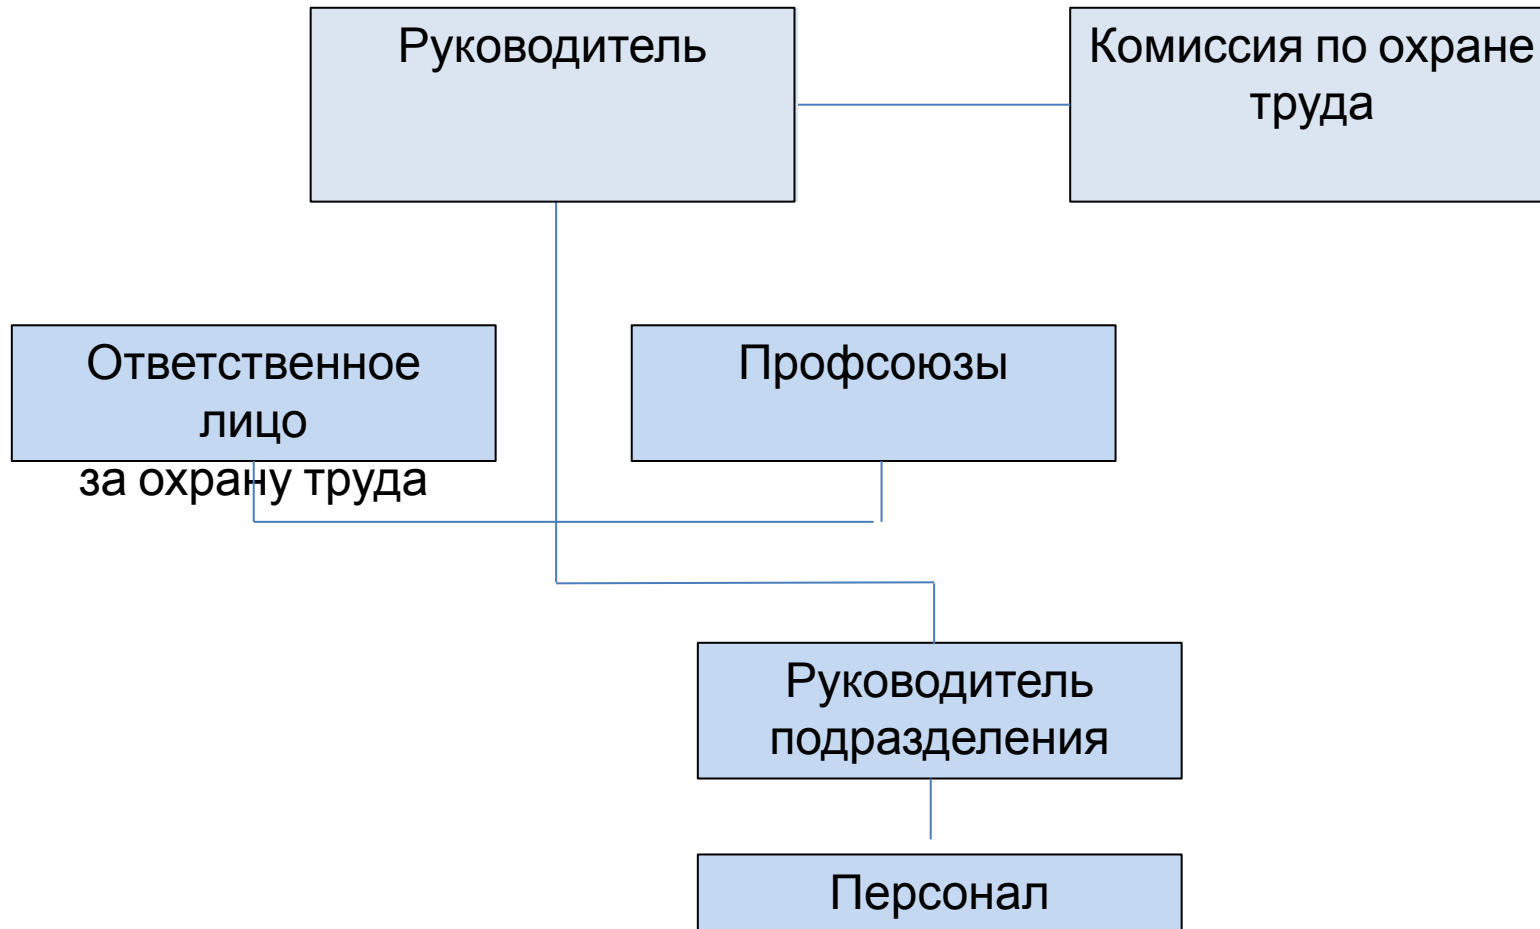 Руководитель
Комиссия по охране
труда
Ответственное
лицо
за охрану труда
Профсоюзы
Руководитель
подразделения
Персонал